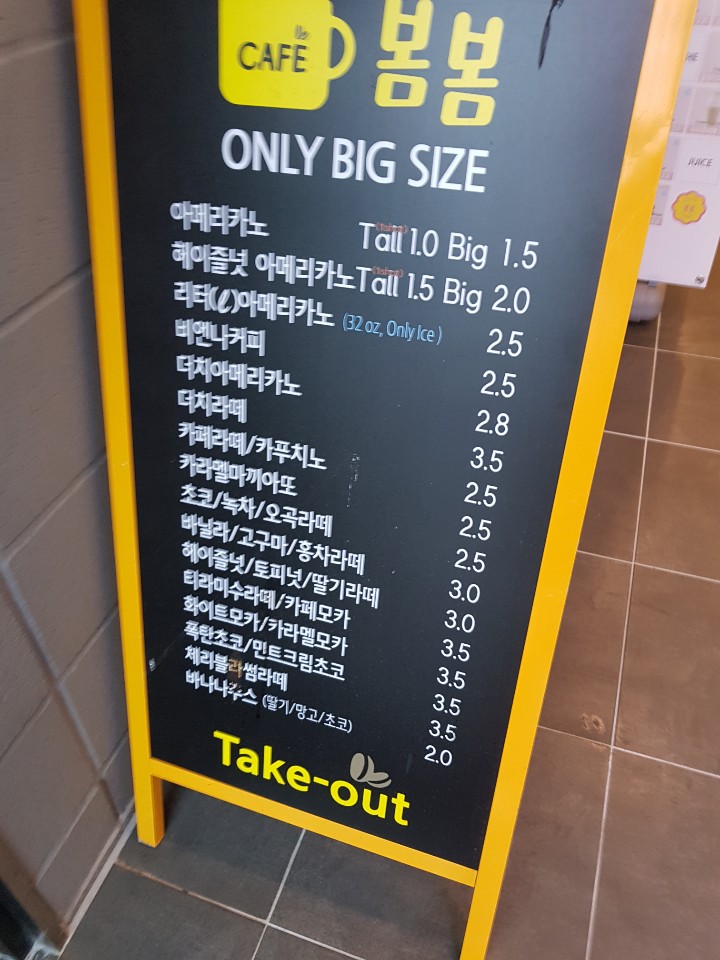 CAFE 봄봄
ONLY BIG SIZE
아메리카노 Tall 1.0 Big 1.5
헤이즐넛 아메리카노 Tall 1.5 Big 2.0
리터(ℓ)아메리카노 (32 oz, Only Ice) 2.5
비엔나커피 2.5
더치아메리카노 2.8
더치라떼 3.5
카페라떼/카푸치노 2.5
카라멜마끼아또 2.5
초코/녹차/오곡라떼 2.5
바닐라/고구마/홍차라떼 3.0
헤이즐넛/토피넛/딸기라떼 3.0
티라미수라떼/카페모카 3.5
화이트모카/카라멜모카 3.5
폭탄초코/민트크림초코 3.5
체리블라썸라떼 3.5
바나나쥬스 (딸기/망고/초코) 2.0
Take-out
JUICE